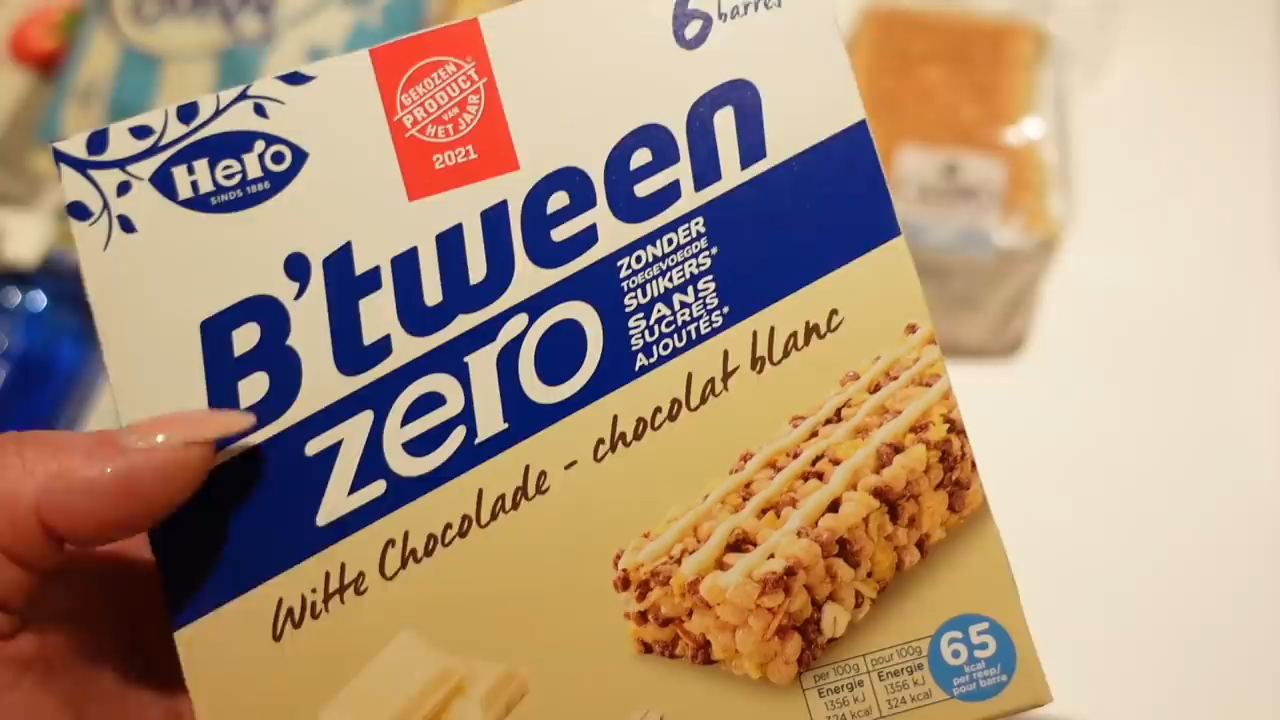 6 barres
Hero
SINDS 1886
GEKOZEN
PRODUCT
VAN
HET JAAR
2021
B'tween
zero
ZONDER
TOEGEVOEGDE
SUIKERS*
SANS
SUCRES
AJOUTÉS*
Witte Chocolade - chocolat blanc
per 100g pour 100g
Energie Energie
1356 kJ 1356 kJ
324 kcal 324 kcal
65
kcal
per reep/
pour barre